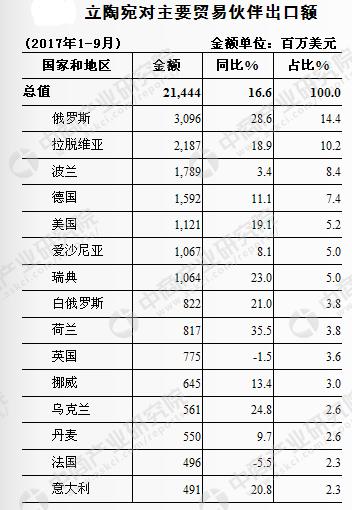 立陶宛对主要贸易伙伴出口额
(2017年1-9月) 金额单位：百万美元
国家和地区 金额 同比% 占比%
总值 21,444 16.6 100.0
俄罗斯 3,096 28.6 14.4
拉脱维亚 2,187 18.9 10.2
波兰 1,789 3.4 8.4
德国 1,592 11.1 7.4
美国 1,121 19.1 5.2
爱沙尼亚 1,067 8.1 5.0
瑞典 1,064 23.0 5.0
白俄罗斯 822 21.0 3.8
荷兰 817 35.5 3.8
英国 775 -1.5 3.6
挪威 645 13.4 3.0
乌克兰 561 24.8 2.6
丹麦 550 9.7 2.6
法国 496 -5.5 2.3
意大利 491 20.8 2.3